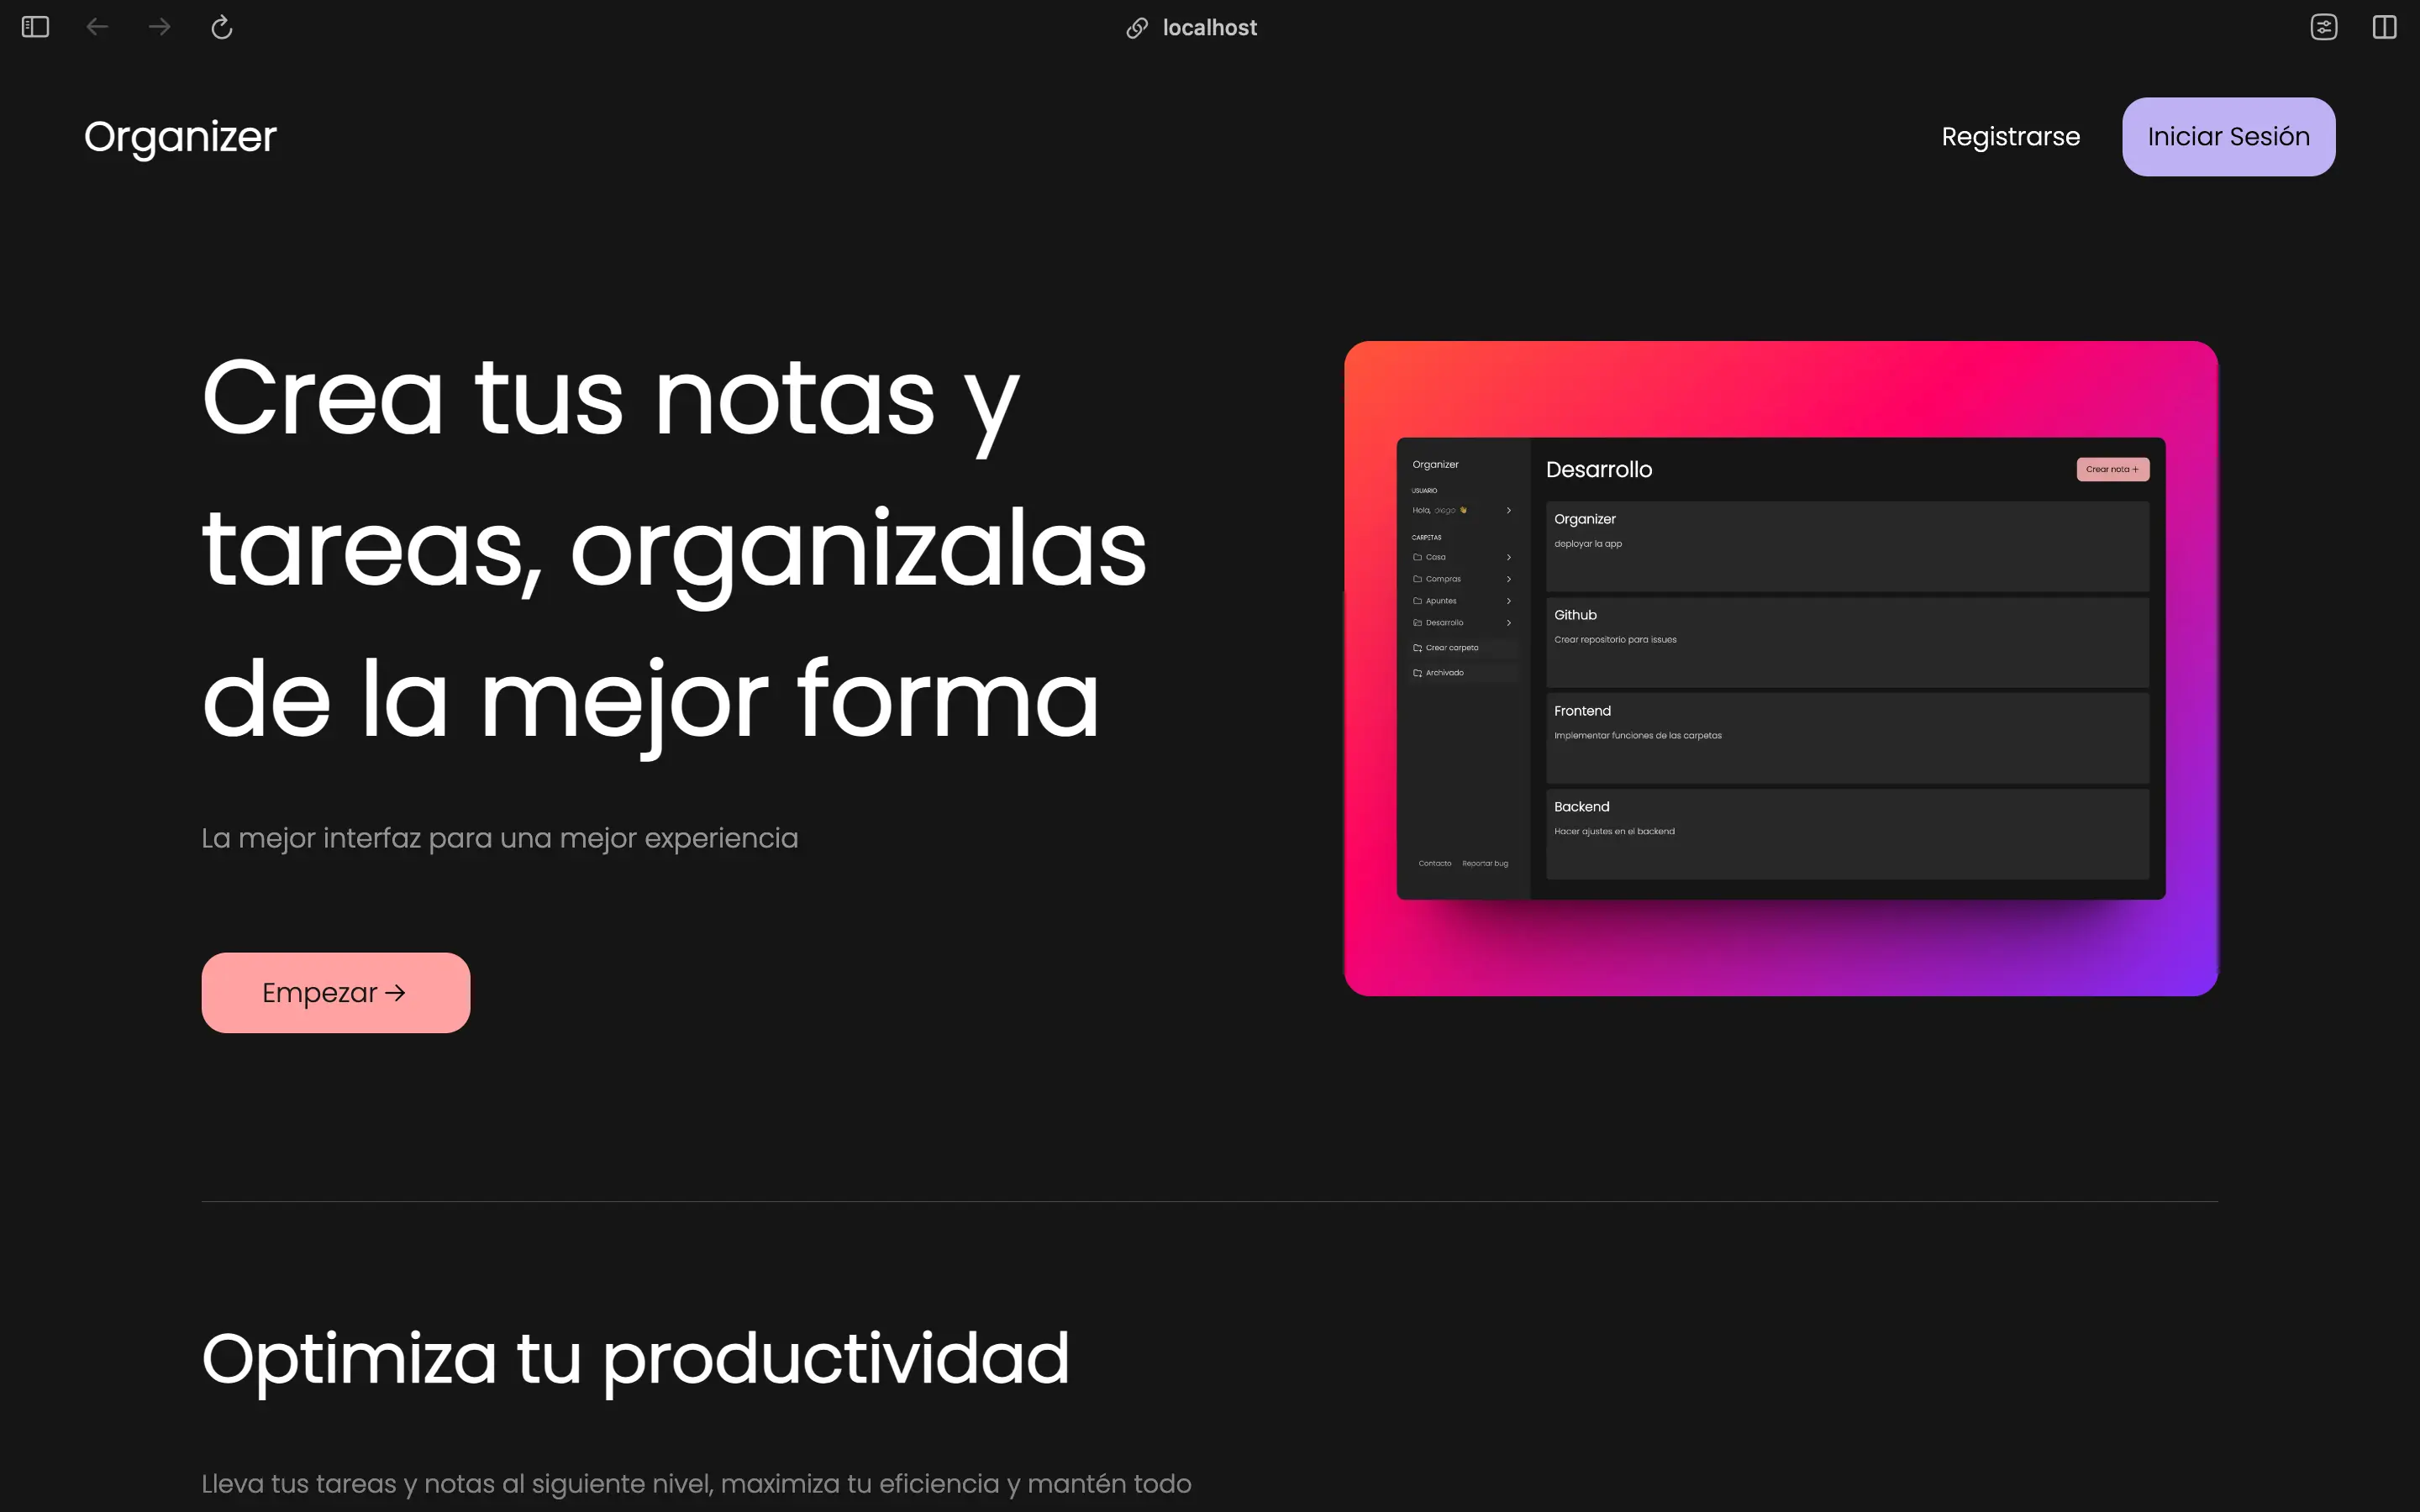 localhost
Organizer
Registrarse
Iniciar Sesión
Crea tus notas y
tareas, organizalas
de la mejor forma
La mejor interfaz para una mejor experiencia
Empezar →
Organizer
USUARIO
Hola, diego 👋
CARPETAS
Casa
Compras
Apuntes
Desarrollo
Crear carpeta
Archivado
Contacto Reportar bug
Desarrollo
Crear nota +
Organizer
deployar la app
Github
Crear repositorio para issues
Frontend
Implementar funciones de las carpetas
Backend
Hacer ajustes en el backend
Optimiza tu productividad
Lleva tus tareas y notas al siguiente nivel, maximiza tu eficiencia y mantén todo